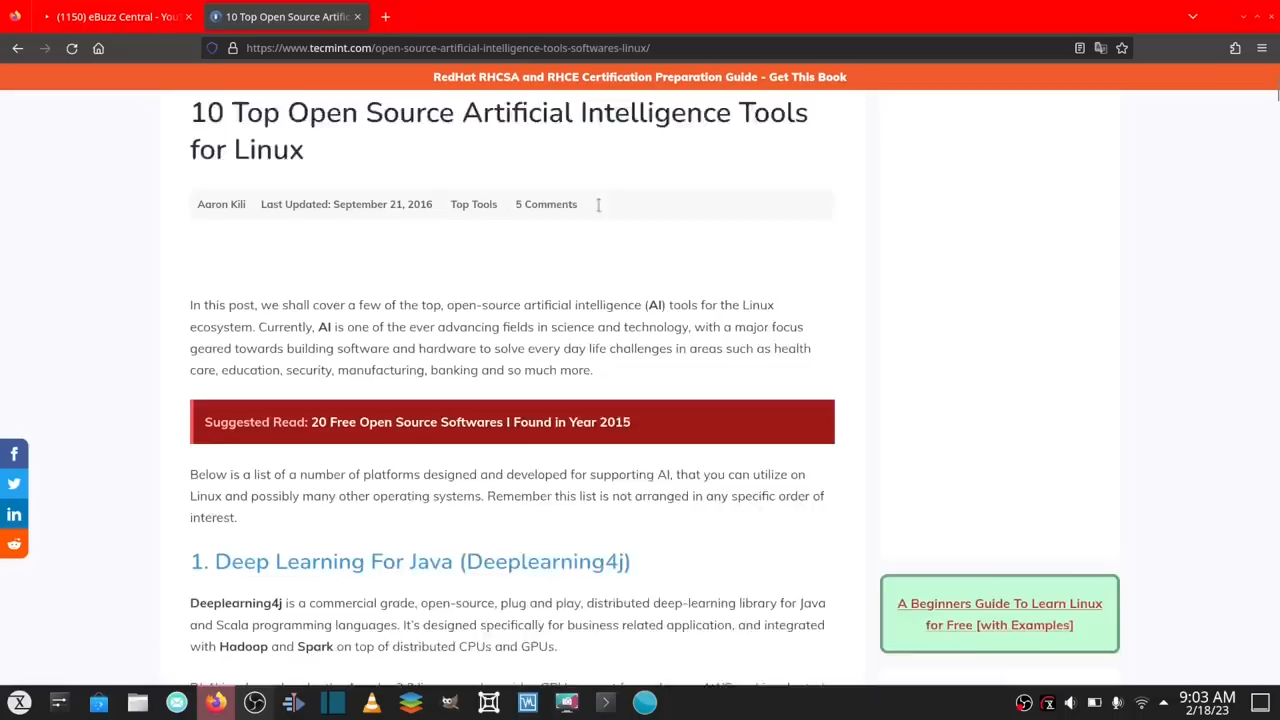 (1150) eBuzz Central - You
10 Top Open Source Artific
https://www.tecmint.com/open-source-artificial-intelligence-tools-softwares-linux/
RedHat RHCSA and RHCE Certification Preparation Guide - Get This Book
10 Top Open Source Artificial Intelligence Tools
for Linux
Aaron Kili Last Updated: September 21, 2016 Top Tools 5 Comments
In this post, we shall cover a few of the top, open-source artificial intelligence (AI) tools for the Linux
ecosystem. Currently, AI is one of the ever advancing fields in science and technology, with a major focus
geared towards building software and hardware to solve every day life challenges in areas such as health
care, education, security, manufacturing, banking and so much more.
Suggested Read: 20 Free Open Source Softwares I Found in Year 2015
Below is a list of a number of platforms designed and developed for supporting AI, that you can utilize on
Linux and possibly many other operating systems. Remember this list is not arranged in any specific order of
interest.
1. Deep Learning For Java (Deeplearning4j)
Deeplearning4j is a commercial grade, open-source, plug and play, distributed deep-learning library for Java
and Scala programming languages. It's designed specifically for business related application, and integrated
with Hadoop and Spark on top of distributed CPUs and GPUs.
A Beginners Guide To Learn Linux
for Free [with Examples]
9:03 AM
2/18/23